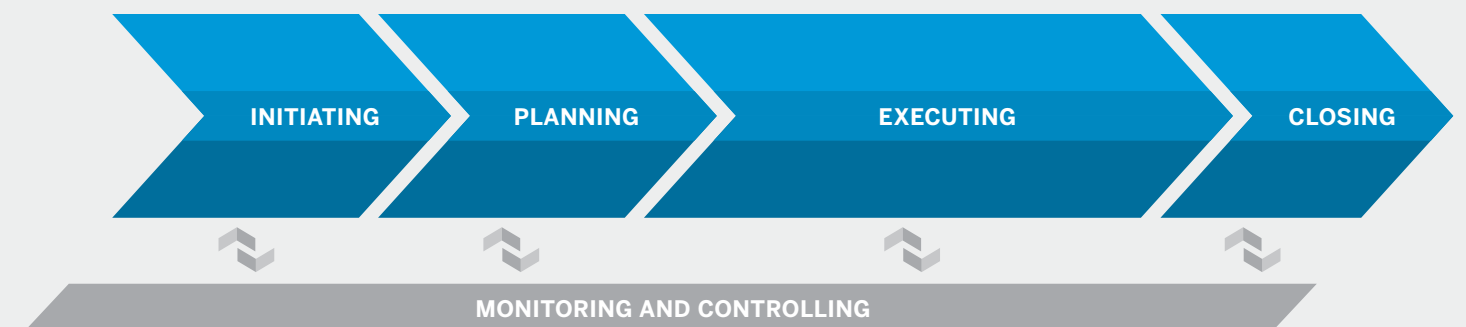 INITIATING PLANNING EXECUTING CLOSING
MONITORING AND CONTROLLING